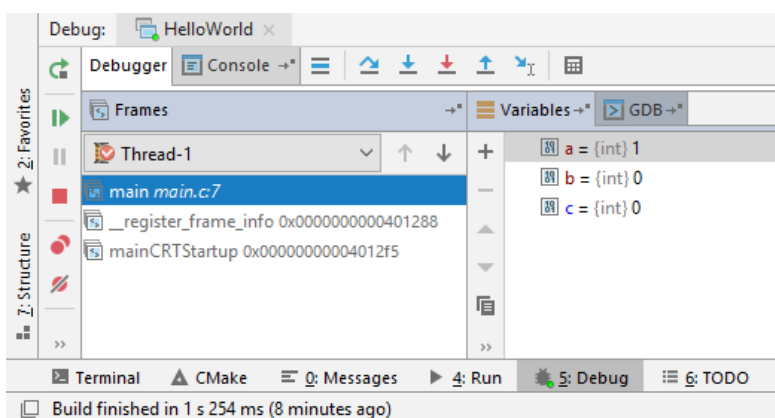 Debug: HelloWorld
Debugger Console
Frames
Variables GDB
Thread-1
main main.c:7
__register_frame_info 0x0000000000401288
mainCRTStartup 0x00000000004012f5
a = {int} 1
b = {int} 0
c = {int} 0
2: Favorites
7: Structure
Terminal CMake 0: Messages 4: Run 5: Debug 6: TODO
Build finished in 1 s 254 ms (8 minutes ago)